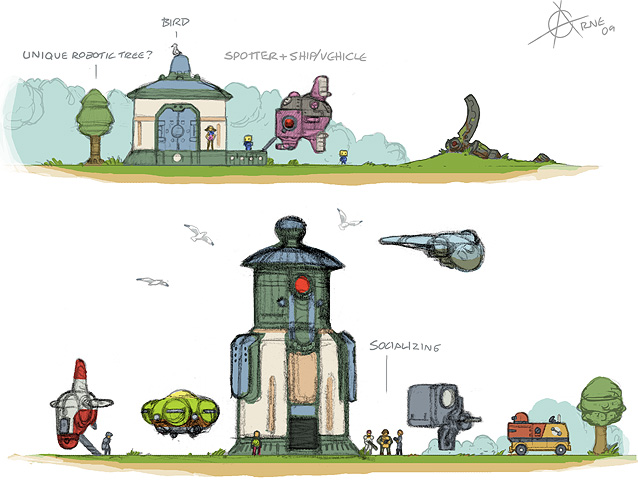 BIRD
ARNE
09
UNIQUE ROBOTIC TREE?
SPOTTER + SHIP/VEHICLE
SOCIALIZING